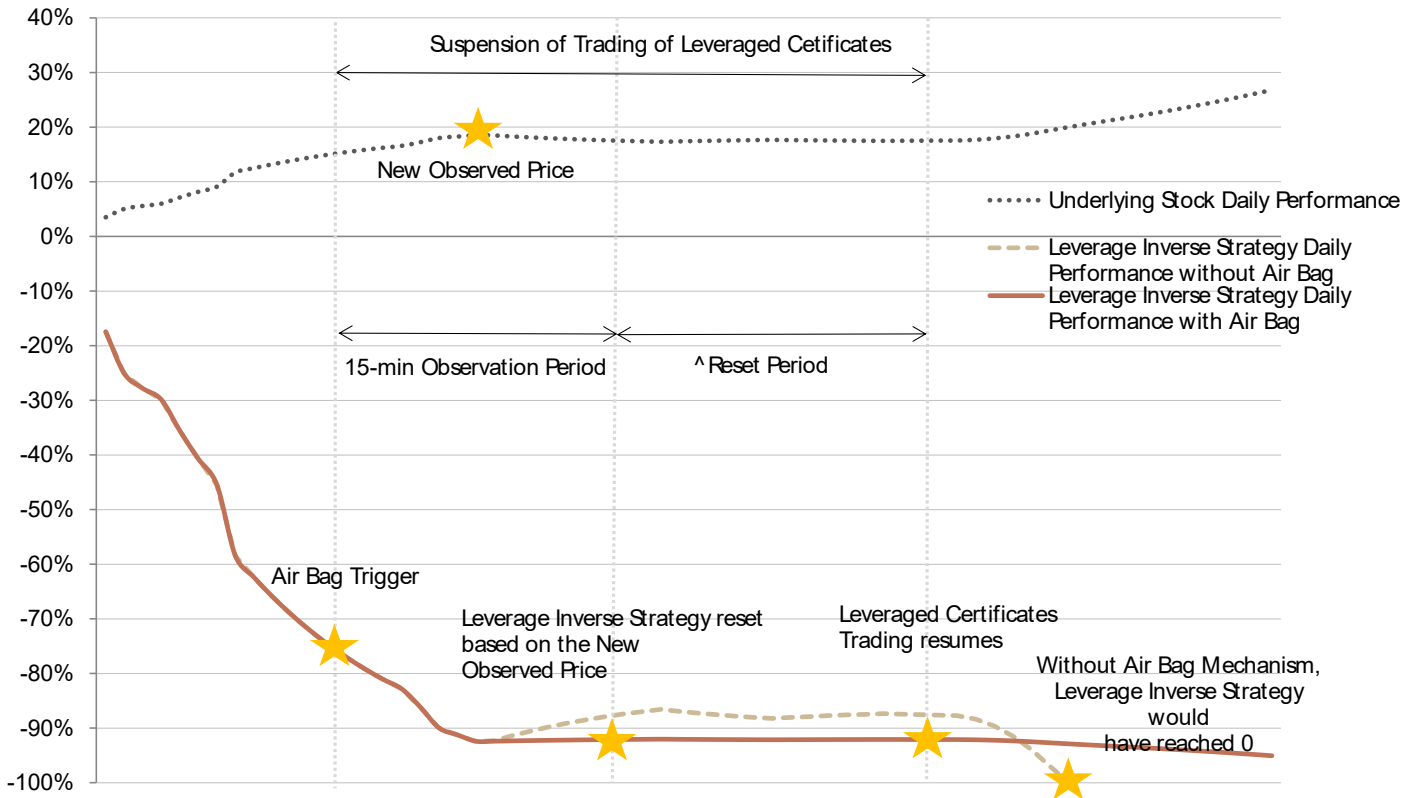 40%
Suspension of Trading of Leveraged Cetificates
30%
20%
New Observed Price
10%
Underlying Stock Daily Performance
0%
Leverage Inverse Strategy Daily
Performance without Air Bag
-10%
Leverage Inverse Strategy Daily
Performance with Air Bag
-20%
15-min Observation Period
^ Reset Period
-30%
-40%
-50%
-60%
Air Bag Trigger
-70%
Leverage Inverse Strategy reset
based on the New
Observed Price
Leveraged Certificates
Trading resumes
-80%
Without Air Bag Mechanism,
Leverage Inverse Strategy
would
have reached 0
-90%
-100%